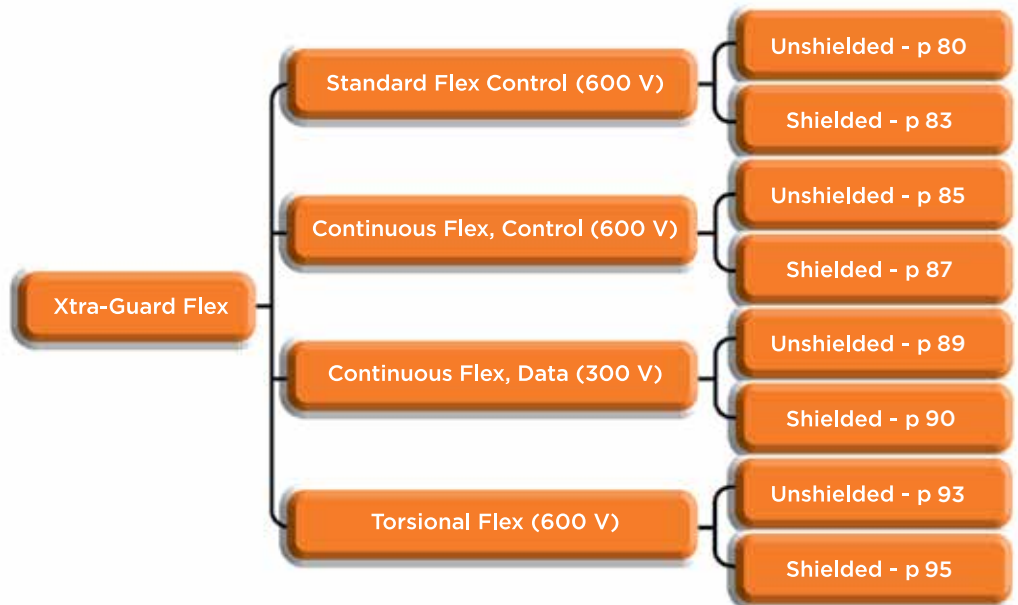 Xtra-Guard Flex
Standard Flex Control (600 V)
Unshielded - p 80
Shielded - p 83
Continuous Flex, Control (600 V)
Unshielded - p 85
Shielded - p 87
Continuous Flex, Data (300 V)
Unshielded - p 89
Shielded - p 90
Torsional Flex (600 V)
Unshielded - p 93
Shielded - p 95